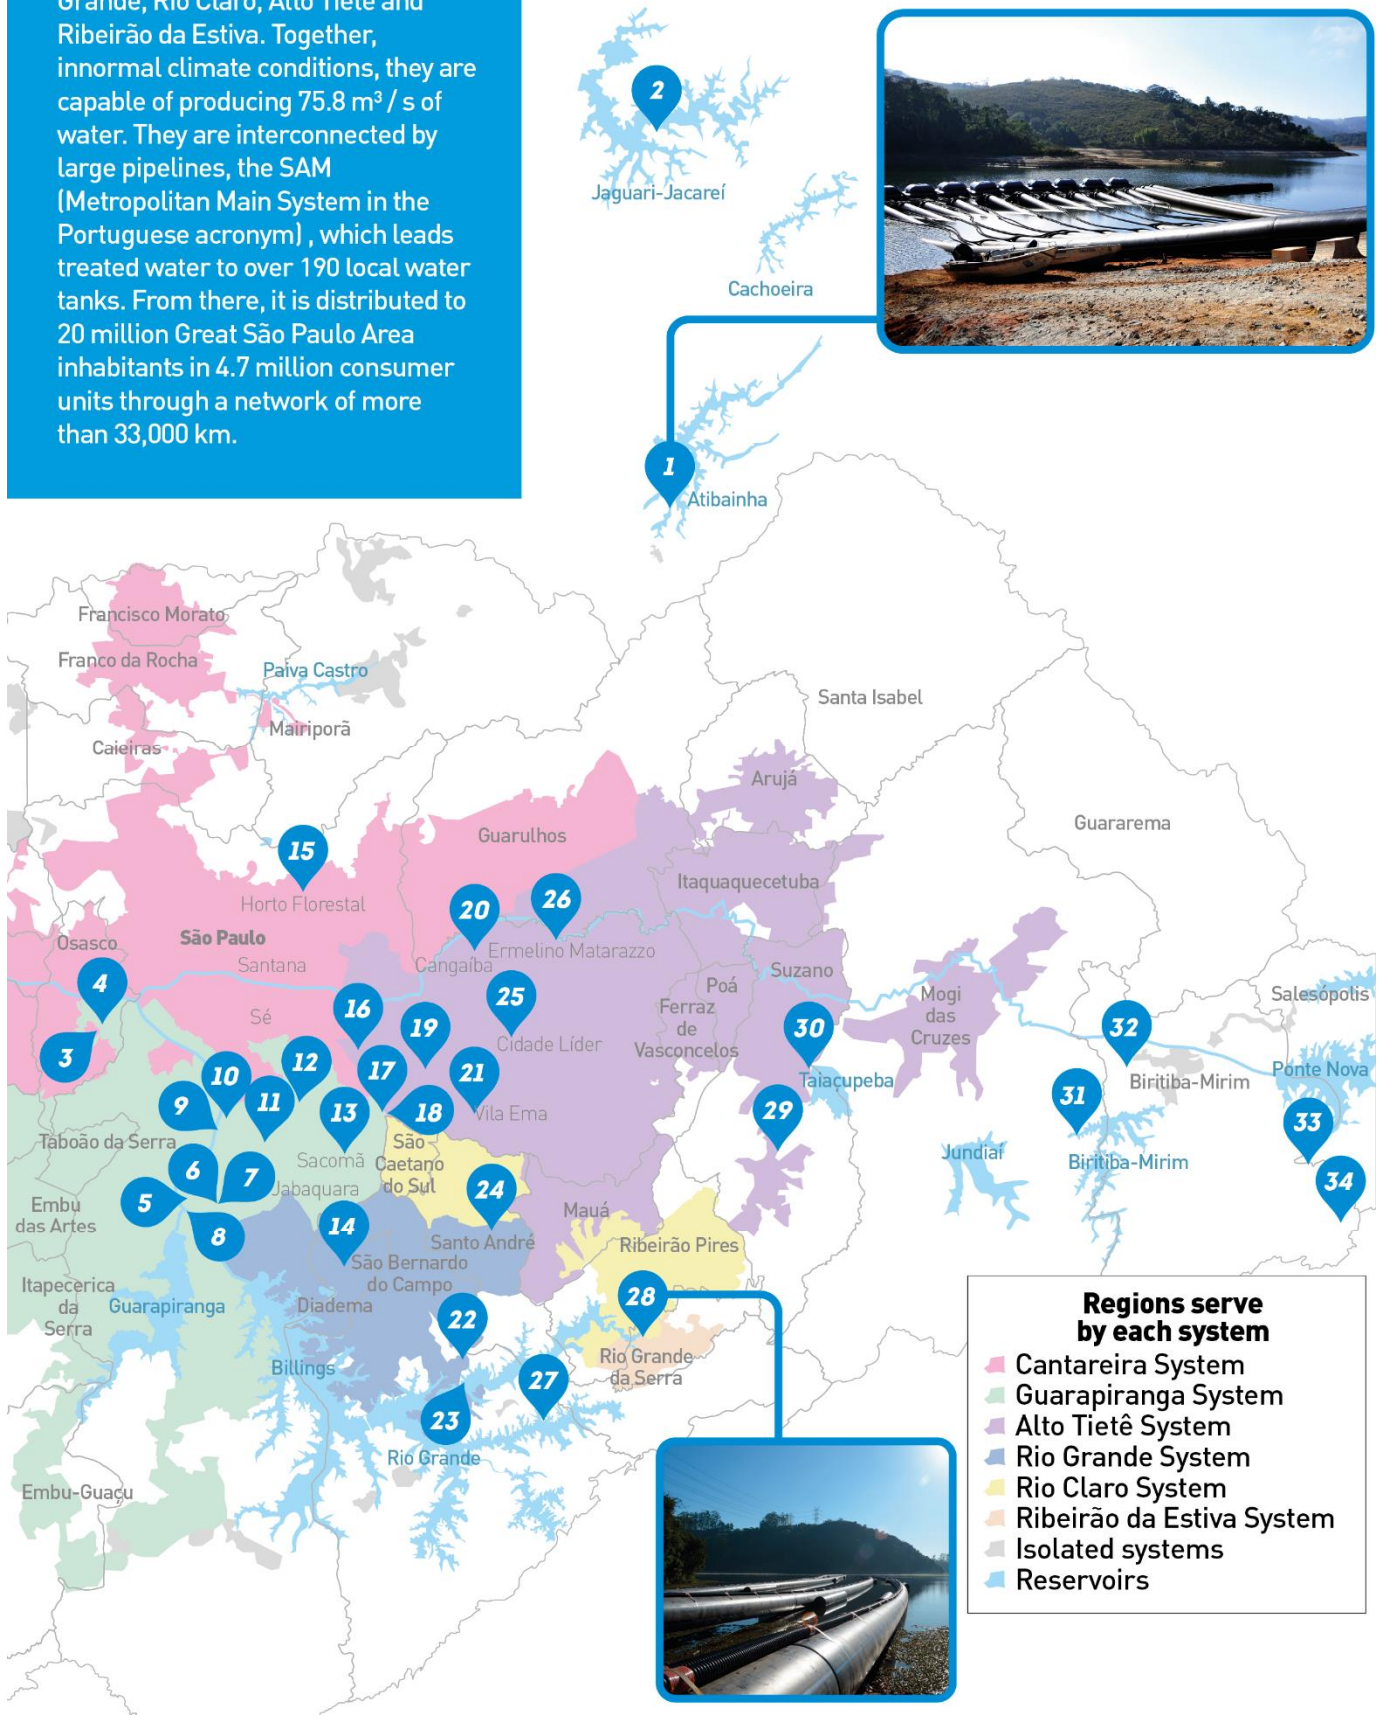 Grande, Rio Claro, Alto Tietê and
Ribeirão da Estiva. Together,
innormal climate conditions, they are
capable of producing 75.8 m³ / s of
water. They are interconnected by
large pipelines, the SAM
(Metropolitan Main System in the
Portuguese acronym) , which leads
treated water to over 190 local water
tanks. From there, it is distributed to
20 million Great São Paulo Area
inhabitants in 4.7 million consumer
units through a network of more
than 33,000 km.
2
Jaguari-Jacareí
Cachoeira
1
Atibainha
Francisco Morato
Franco da Rocha
Paiva Castro
Mairiporã
Caieiras
Santa Isabel
Arujá
Guararema
Guarulhos
15
Horto Florestal
Itaquaquecetuba
20
26
Ermelino Matarazzo
Osasco
São Paulo
Santana
Cangaíba
4
3
Sé
16
19
25
Cidade Líder
Poá
Ferraz
de
Vasconcelos
Suzano
30
Taiaçupeba
Mogi
das
Cruzes
Salesópolis
32
Biritiba-Mirim
Ponte Nova
31
Biritiba-Mirim
33
34
Jundiaí
29
12
10
11
9
13
17
18
21
Vila Ema
Taboão da Serra
Sacomã
Jabaquara
São
Caetano
do Sul
6
7
5
8
14
24
Santo André
Mauá
Ribeirão Pires
Embu
das Artes
São Bernardo
do Campo
Itapecerica
da
Serra
Guarapiranga
Diadema
Billings
22
28
Rio Grande
da Serra
27
23
Rio Grande
Embu-Guaçu
Regions serve
by each system
Cantareira System
Guarapiranga System
Alto Tietê System
Rio Grande System
Rio Claro System
Ribeirão da Estiva System
Isolated systems
Reservoirs